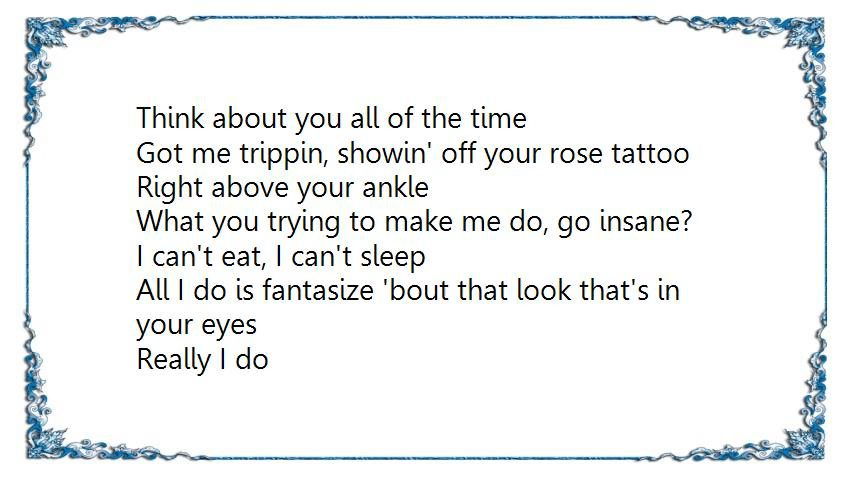 Think about you all of the time
Got me trippin, showin' off your rose tattoo
Right above your ankle
What you trying to make me do, go insane?
I can't eat, I can't sleep
All I do is fantasize 'bout that look that's in
your eyes
Really I do